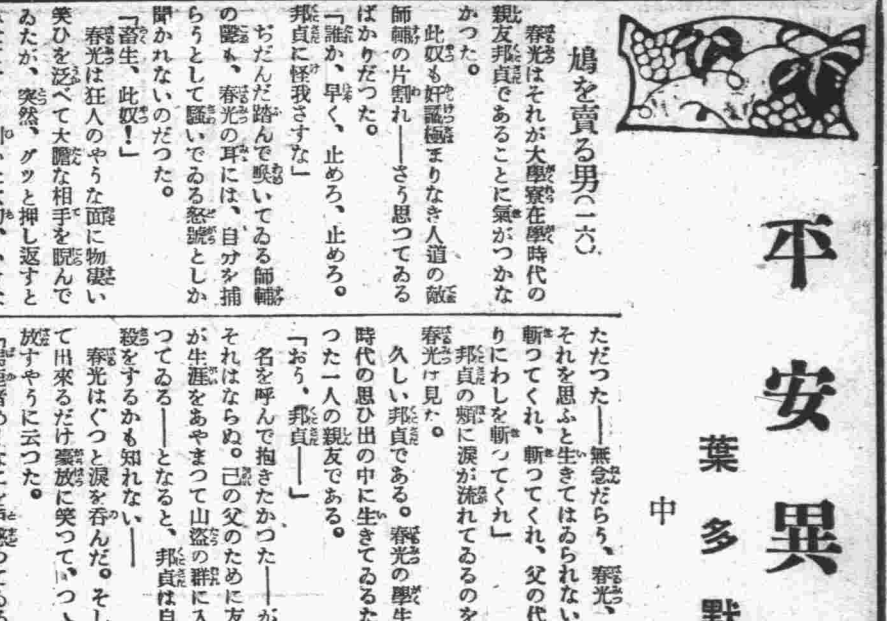 平安異
葉多默
中
鳩を賣る男(一六)
春光はそれが大學寮在學時代の
親友邦貞であることに氣がつかな
かつた。
此奴も奸譎極まりなき人道の敵
師輔の片割れ――さう思つてゐる
ばかりだつた。
「誰か、早く、止めろ、止めろ。
邦貞に怪我さすな」
ぢだんだ踏んで喚いてゐる師輔
の聲も、春光の耳には、自分を捕
らうとして騷いでゐる怒號としか
聞かれないのだつた。
「畜生、此奴！」
春光は狂人のやうな面に物凄い
笑ひを泛べて大膽な相手を睨んで
ゐたが、突然、グツと押し返すと
ただつた――無念だらう、春光、
それを思ふと生きてはゐられない
斬つてくれ、斬つてくれ、父の代
りにわしを斬つてくれ」
邦貞の頬に涙が流れてゐるのを
春光は見た。
久しい邦貞である。春光の學生
時代の思ひ出の中に生きてゐるた
つた一人の親友である。
「おう、邦貞――」
名を呼んで抱きたかつた――が
それはならぬ。己の父のために友
が生涯をあやまつて山盜の群に入
つてゐる――となると、邦貞は自
殺をするかも知れない――
春光はぐつと涙を呑んだ。そし
て出來るだけ豪放に笑つて、つ
放すやうに云つた。